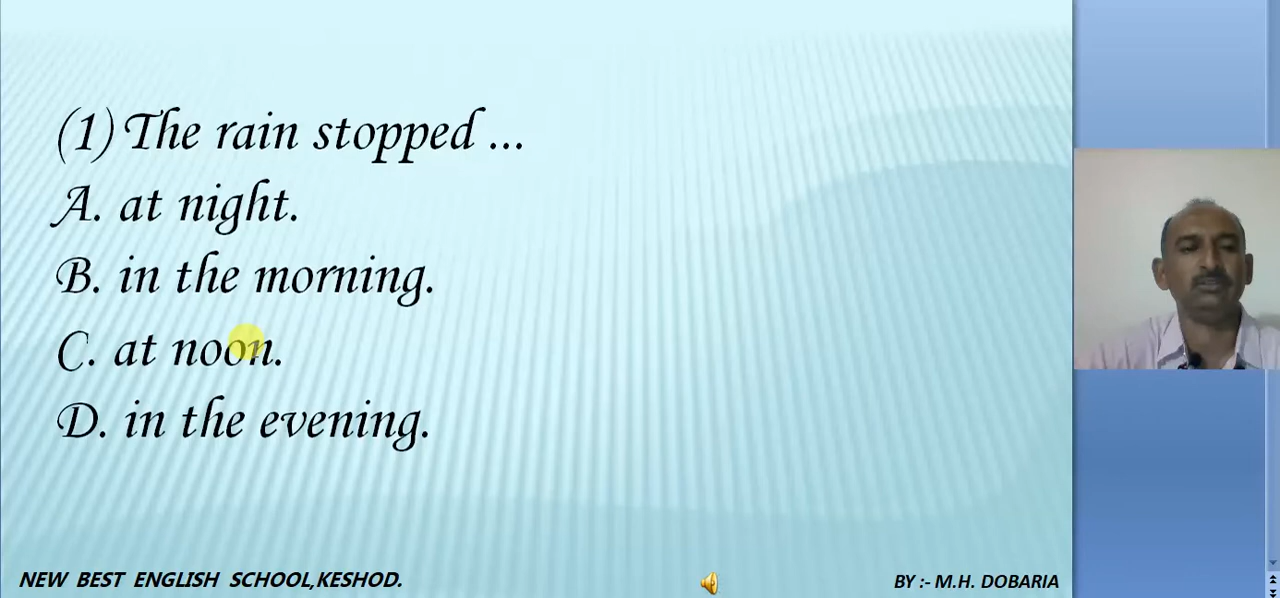 (1) The rain stopped ...
A. at night.
B. in the morning.
C. at noon.
D. in the evening.
NEW BEST ENGLISH SCHOOL,KESHOD.
BY :- M.H. DOBARIA